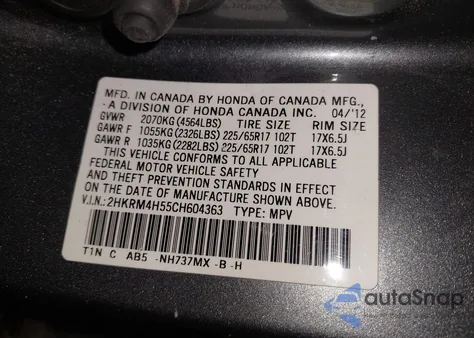 MFD. IN CANADA BY HONDA OF CANADA MFG.,
-A DIVISION OF HONDA CANADA INC. 04/'12
GVWR 2070KG(4564LBS) TIRE SIZE RIM SIZE
GAWR F 1055KG(2326LBS) 225/65R17 102T 17X6.5J
GAWR R 1035KG(2282LBS) 225/65R17 102T 17X6.5J
THIS VEHICLE CONFORMS TO ALL APPLICABLE
FEDERAL MOTOR VEHICLE SAFETY
AND THEFT PREVENTION STANDARDS IN EFFECT
ON THE DATE OF MANUFACTURE SHOWN ABOVE.
V.I.N.:2HKRM4H55CH604363 TYPE: MPV
T1N C AB5 -NH737MX -B -H
autaSnap